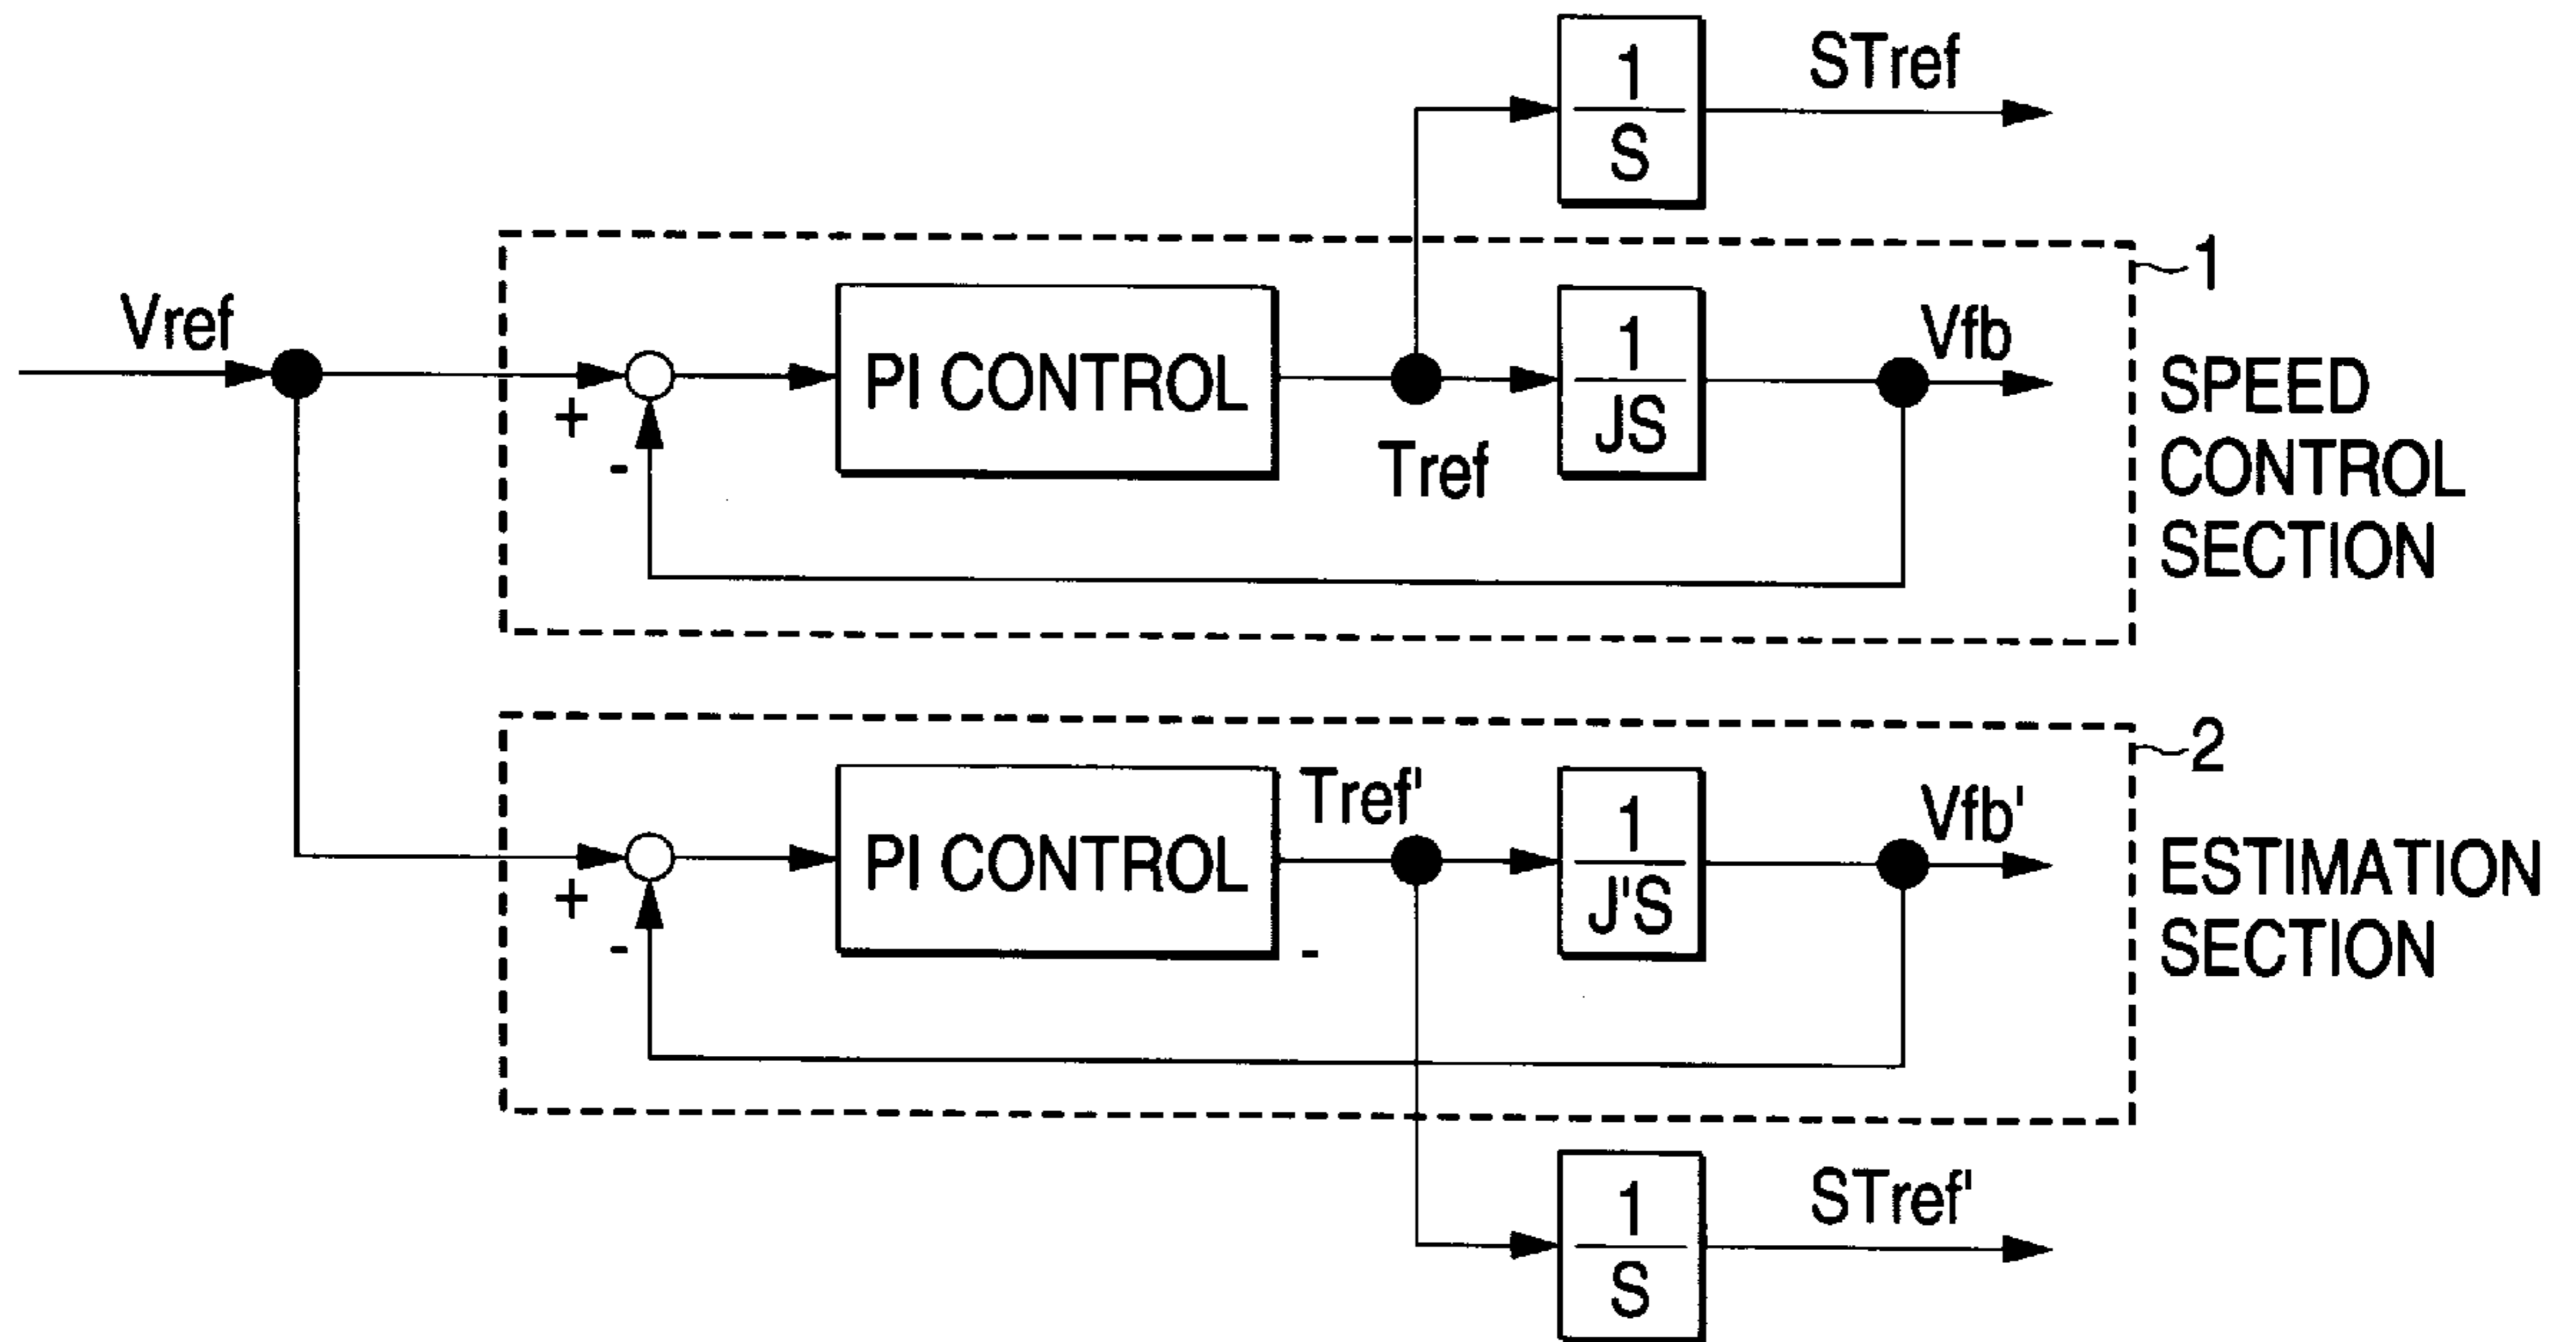 1
S
STref
1
Vref
+
-
PI CONTROL
Tref
1
JS
Vfb
SPEED
CONTROL
SECTION
2
+
-
PI CONTROL
-
Tref'
1
J'S
Vfb'
ESTIMATION
SECTION
1
S
STref'